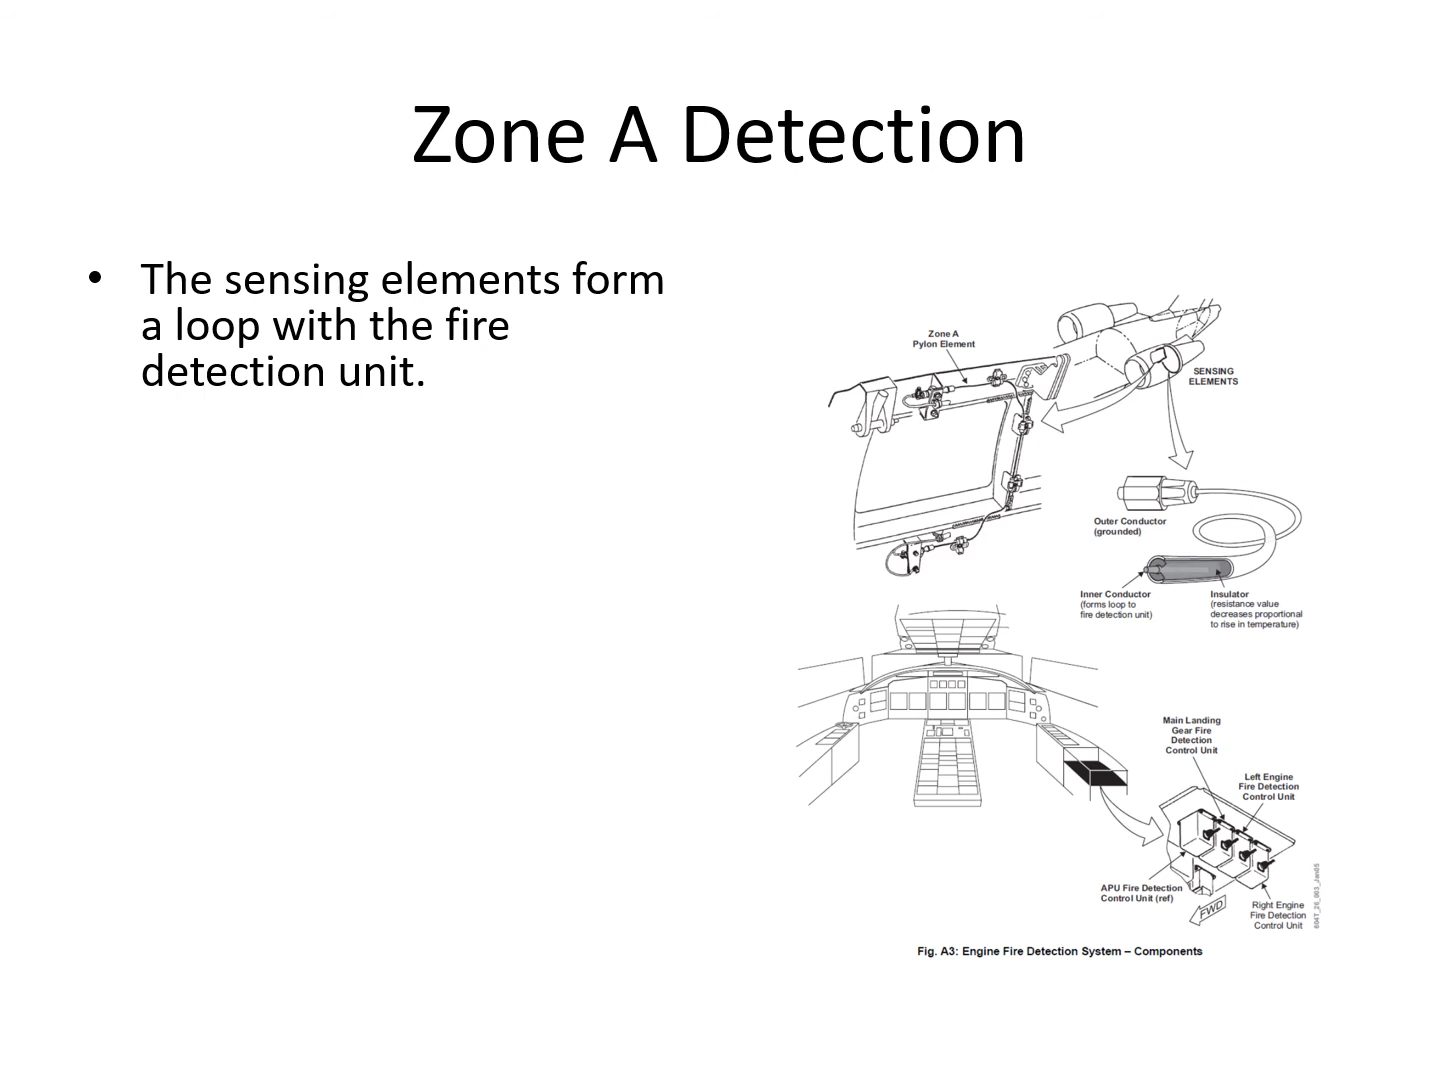 Zone A Detection
• The sensing elements form
a loop with the fire
detection unit.
Zone A
Pylon Element
SENSING
ELEMENTS
Outer Conductor
(grounded)
Inner Conductor
(forms loop to
fire detection unit)
Insulator
(resistance value
decreases proportional
to rise in temperature)
Main Landing
Gear Fire
Detection
Control Unit
Left Engine
Fire Detection
Control Unit
APU Fire Detection
Control Unit (ref)
FWD
Right Engine
Fire Detection
Control Unit
604T_26_003_Jan05
Fig. A3: Engine Fire Detection System – Components